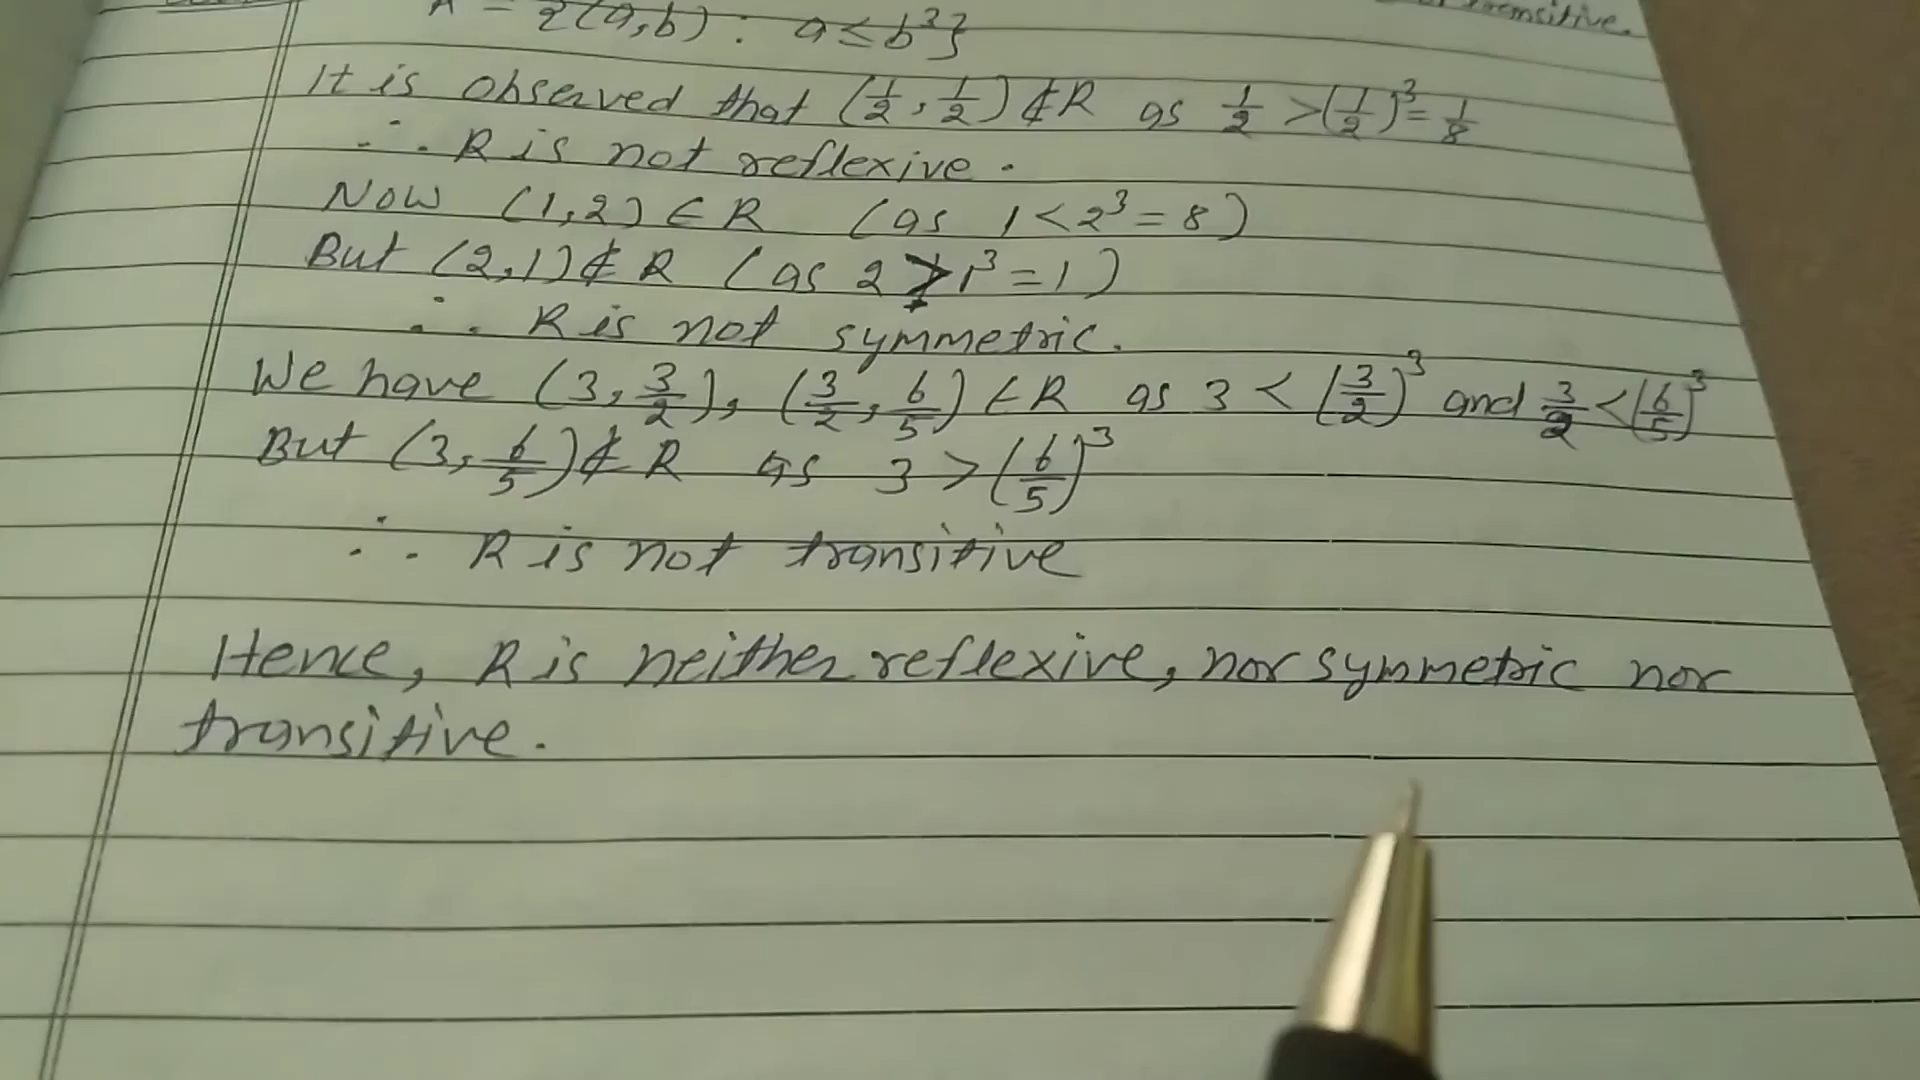 transitive.
R = {(a,b) : a ≤ b³}
It is observed that (1/2, 1/2) ∉ R as 1/2 > (1/2)³ = 1/8
∴ R is not reflexive.
Now (1,2) ∈ R (as 1 < 2³ = 8)
But (2,1) ∉ R (as 2 > 1³ = 1)
∴ R is not symmetric.
We have (3, 3/2), (3/2, 6/5) ∈ R as 3 < (3/2)³ and 3/2 < (6/5)³
But (3, 6/5) ∉ R as 3 > (6/5)³
∴ R is not transitive
Hence, R is neither reflexive, nor symmetric nor
transitive.